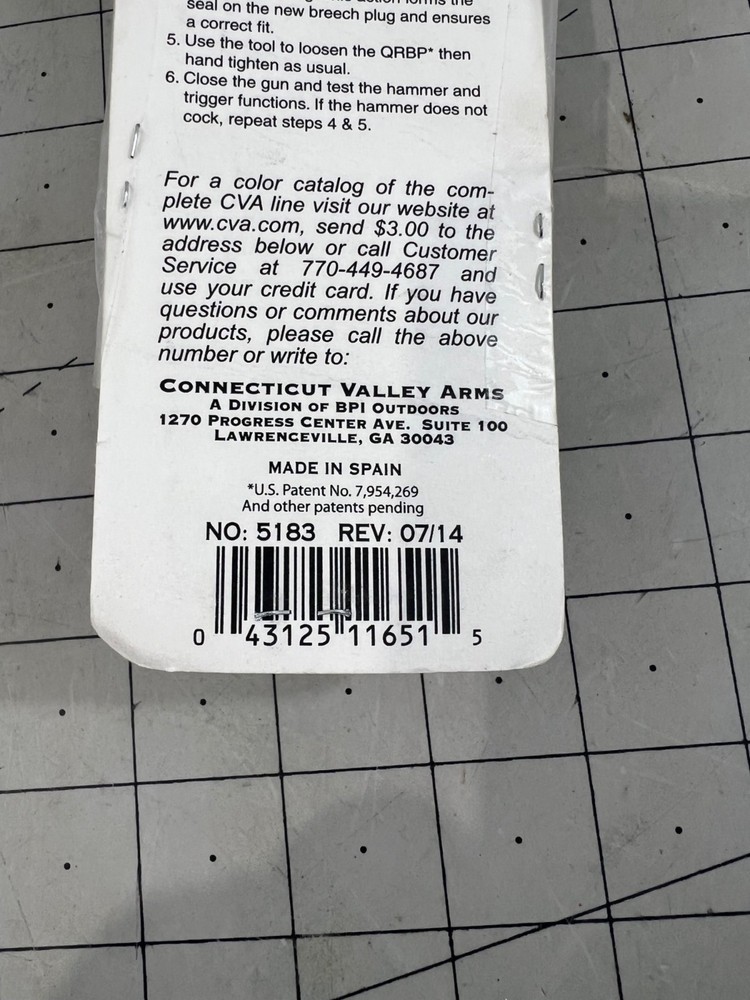 seal on the new breech plug and ensures
a correct fit.
5. Use the tool to loosen the QRBP* then
hand tighten as usual.
6. Close the gun and test the hammer and
trigger functions. If the hammer does not
cock, repeat steps 4 & 5.
For a color catalog of the com-
plete CVA line visit our website at
www.cva.com, send $3.00 to the
address below or call Customer
Service at 770-449-4687 and
use your credit card. If you have
questions or comments about our
products, please call the above
number or write to:
CONNECTICUT VALLEY ARMS
A DIVISION OF BPI OUTDOORS
1270 PROGRESS CENTER AVE. SUITE 100
LAWRENCEVILLE, GA 30043
MADE IN SPAIN
*U.S. Patent No. 7,954,269
And other patents pending
NO: 5183 REV: 07/14
0 43125 11651 5